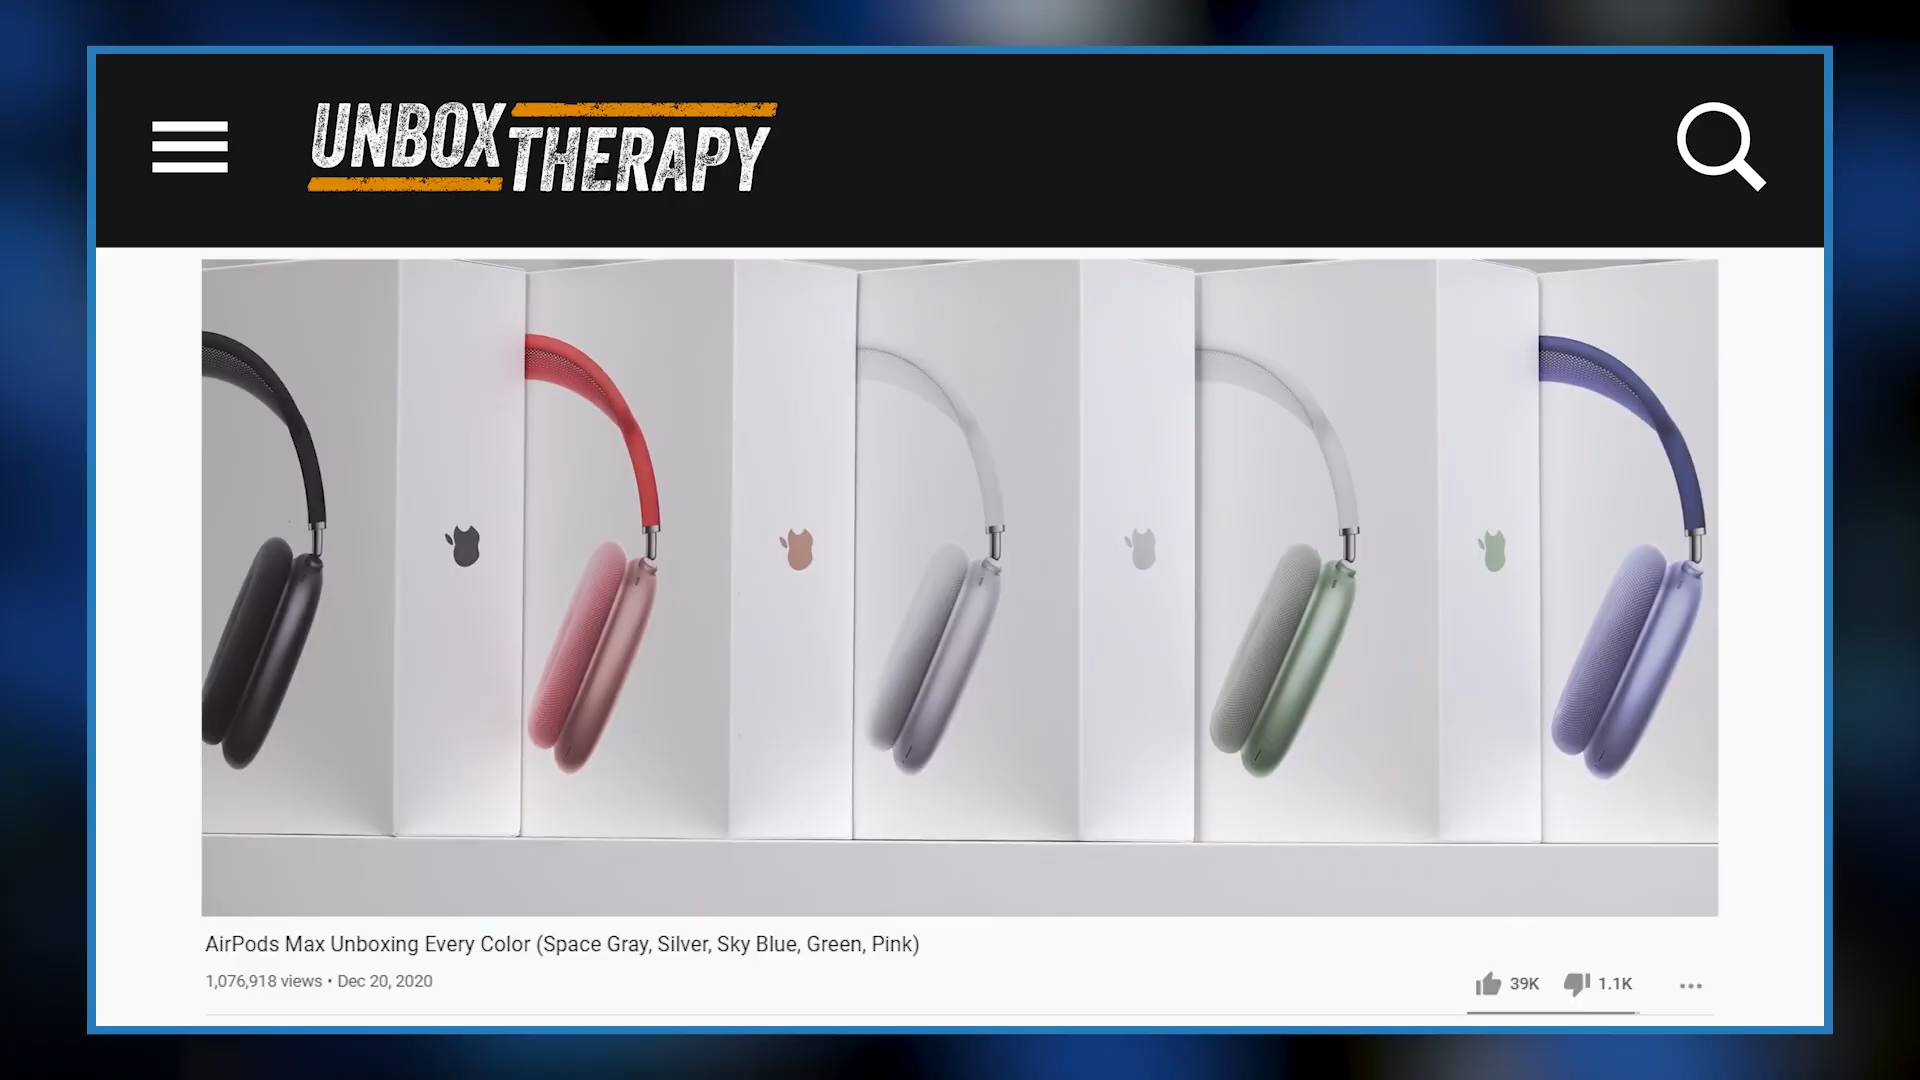 UNBOX THERAPY
AirPods Max Unboxing Every Color (Space Gray, Silver, Sky Blue, Green, Pink)
1,076,918 views • Dec 20, 2020
39K 1.1K